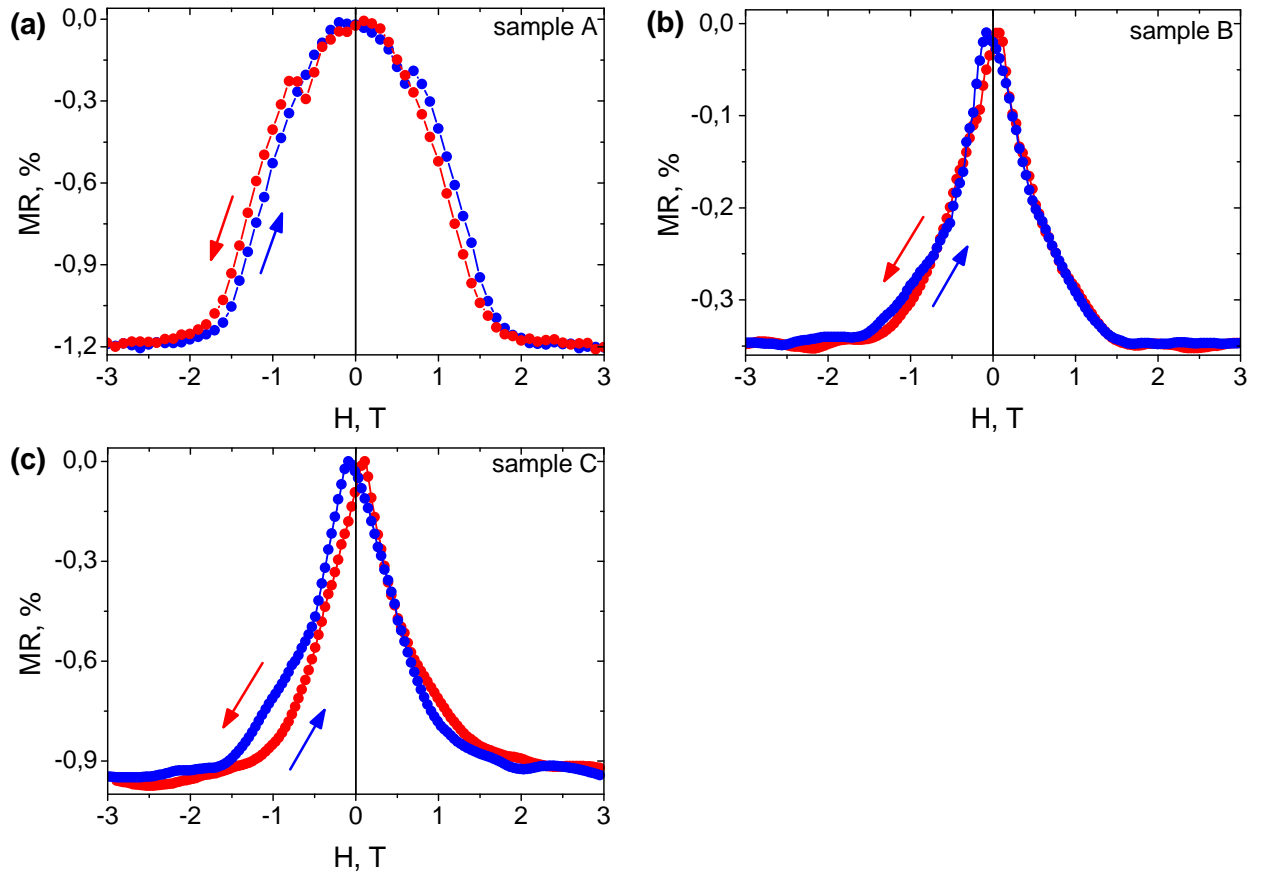 (a)
sample A
0,0
-0,3
-0,6
-0,9
-1,2
MR, %
-3 -2 -1 0 1 2 3
H, T
(b)
sample B
0,0
-0,1
-0,2
-0,3
MR, %
-3 -2 -1 0 1 2 3
H, T
(c)
sample C
0,0
-0,3
-0,6
-0,9
MR, %
-3 -2 -1 0 1 2 3
H, T